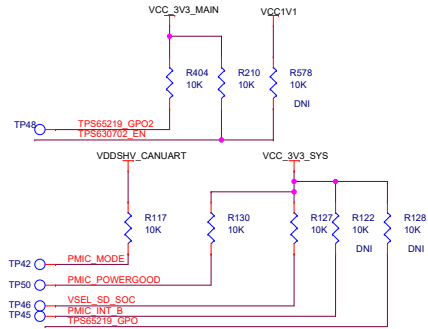 VCC_3V3_MAIN
VCC1V1
R404
10K
R210
10K
R578
10K
DNI
TP48
TPS65219_GPO2
TPS630702_EN
VDDSHV_CANUART
VCC_3V3_SYS
R117
10K
R130
10K
R127
10K
R122
10K
DNI
R128
10K
DNI
TP42
PMIC_MODE
TP50
PMIC_POWERGOOD
TP46
VSEL_SD_SOC
TP45
PMIC_INT_B
TPS65219_GPO